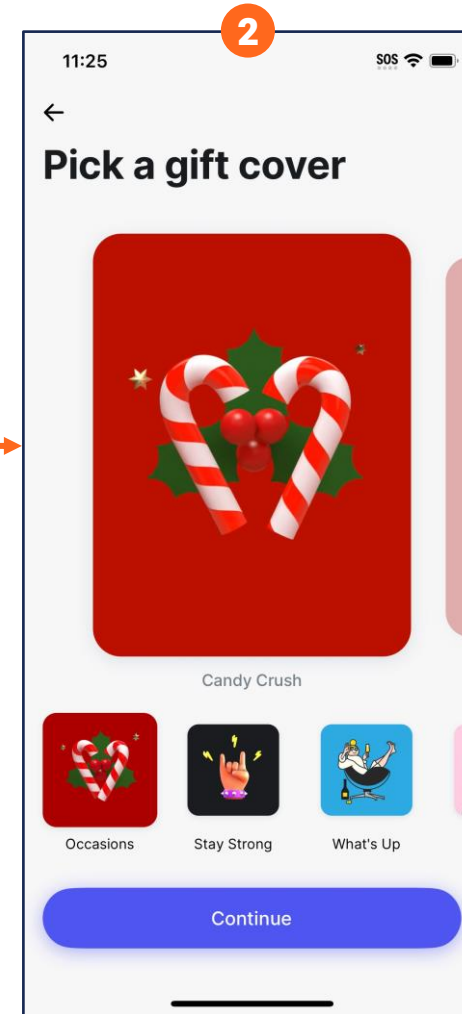 2
11:25
SOS
Pick a gift cover
Candy Crush
Occasions
Stay Strong
What's Up
Continue